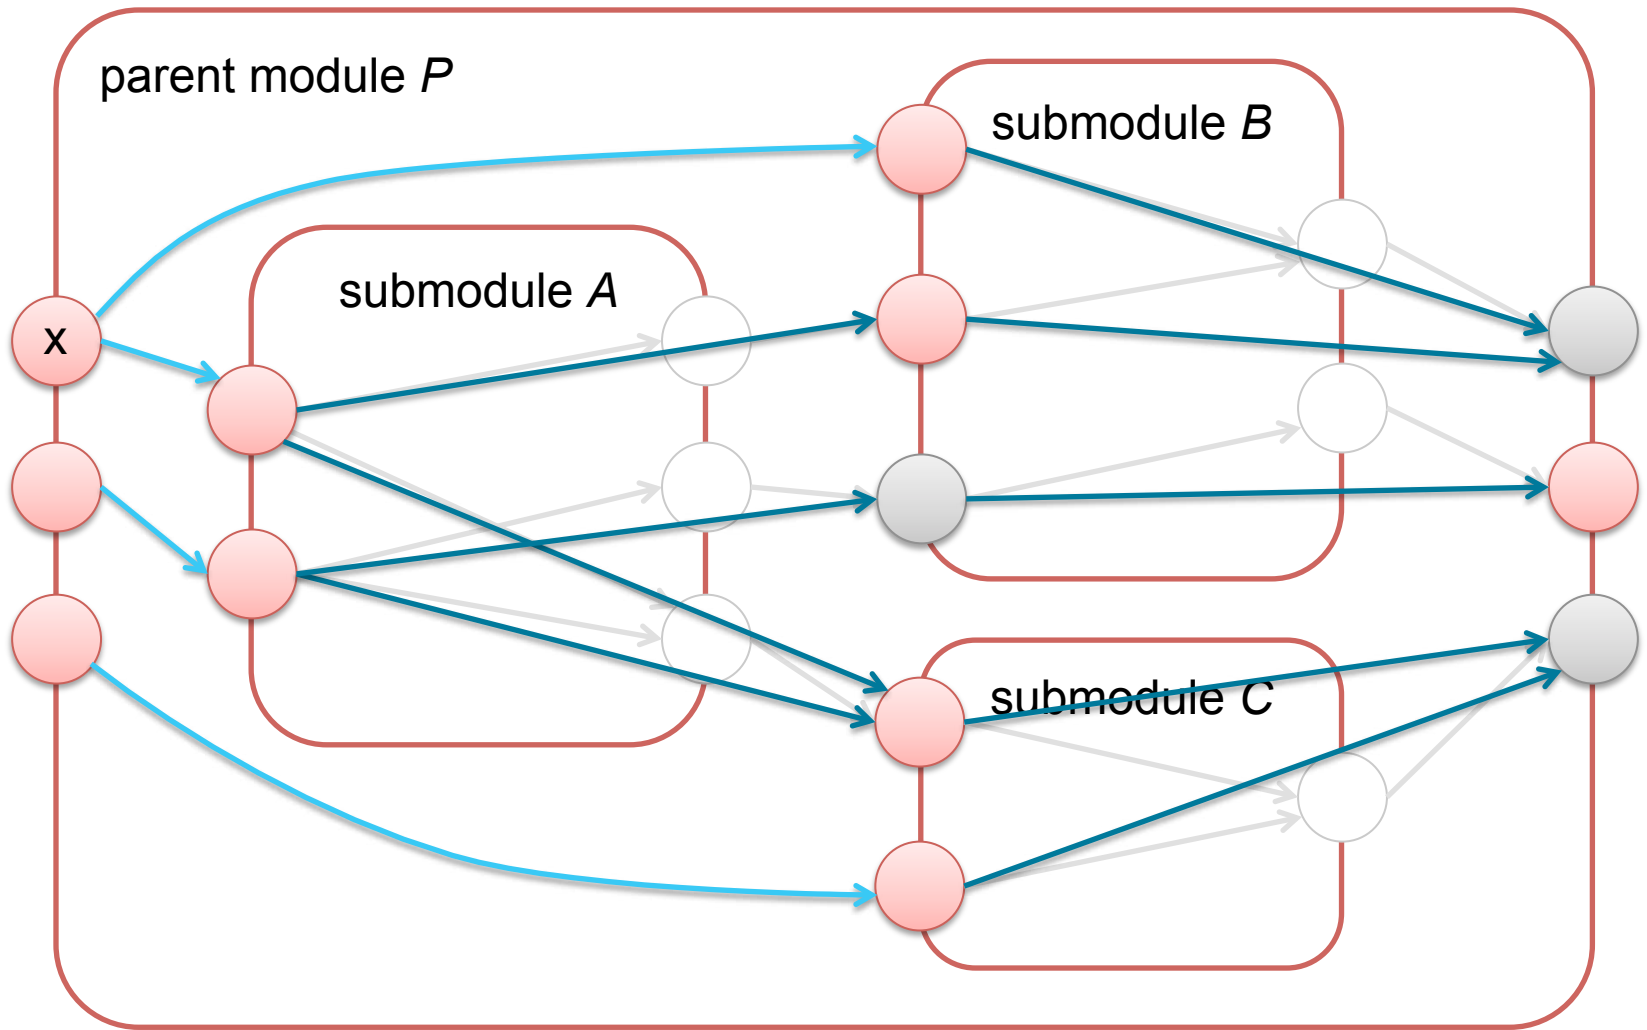 parent module P
submodule B
submodule A
x
submodule C